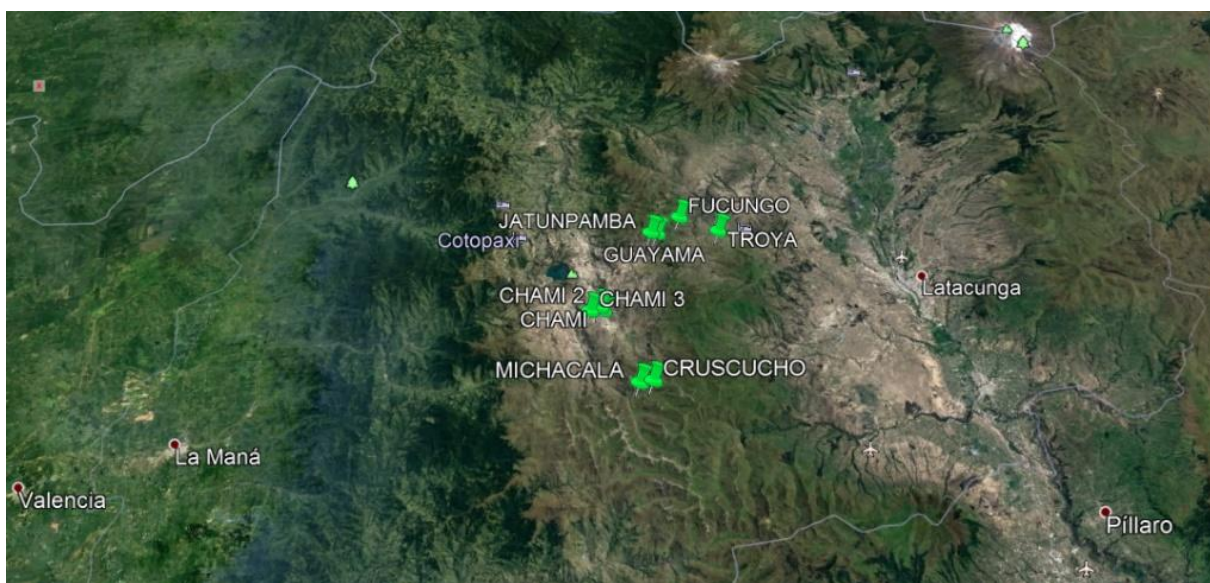 FUCUNGO
JATUNPAMBA
TROYA
Cotopaxi
GUAYAMA
Latacunga
CHAMI 2
CHAMI 3
CHAMI
MICHACALA
CRUSCUCHO
La Maná
Valencia
Píllaro